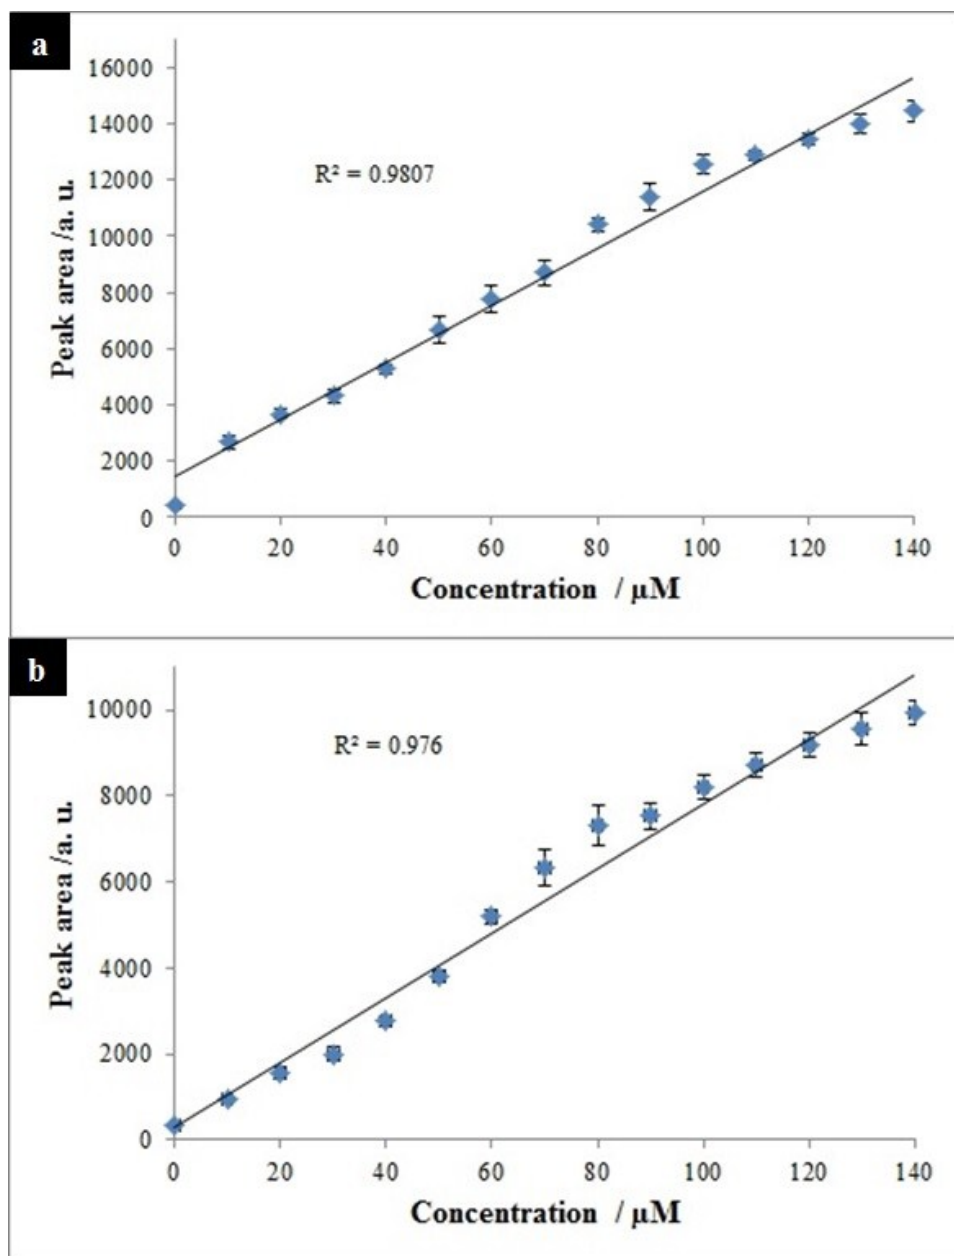 a
16000
14000
12000
10000
8000
6000
4000
2000
0
R² = 0.9807
Peak area /a. u.
0 20 40 60 80 100 120 140
Concentration / µM
b
10000
8000
6000
4000
2000
0
R² = 0.976
Peak area /a. u.
0 20 40 60 80 100 120 140
Concentration / µM